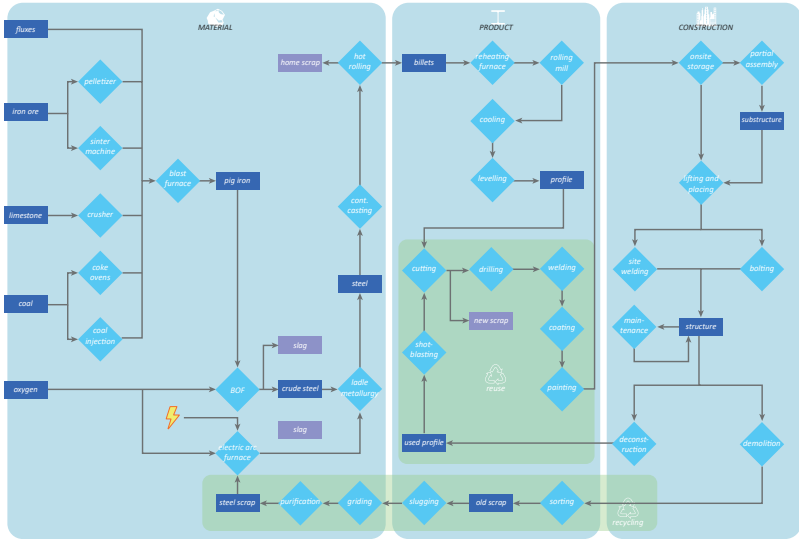 MATERIAL
PRODUCT
CONSTRUCTION
fluxes
iron ore
limestone
coal
oxygen
pelletizer
sinter
machine
crusher
coke
ovens
coal
injection
blast
furnace
pig iron
BOF
electric arc
furnace
home scrap
hot
rolling
cont.
casting
steel
slag
crude steel
ladle
metallurgy
slag
steel scrap
purification
griding
billets
reheating
furnace
rolling
mill
cooling
levelling
profile
cutting
drilling
welding
new scrap
coating
shot-
blasting
reuse
painting
used profile
slugging
old scrap
sorting
recycling
onsite
storage
partial
assembly
substructure
lifting and
placing
site
welding
bolting
main-
tenance
structure
deconst-
ruction
demolition